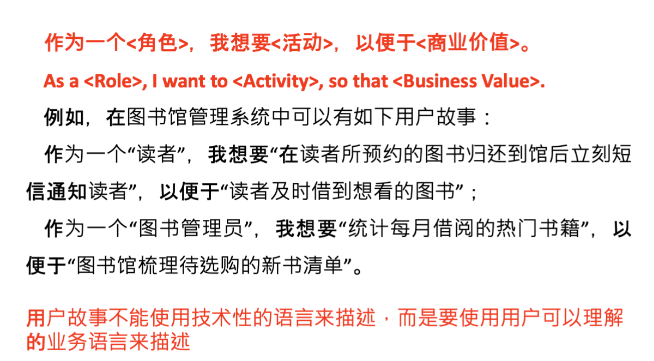 作为一个<角色>，我想要<活动>，以便于<商业价值>。
As a <Role>, I want to <Activity>, so that <Business Value>.
例如，在图书馆管理系统中可以有如下用户故事：
作为一个“读者”，我想要“在读者所预约的图书归还到馆后立刻短
信通知读者”，以便于“读者及时借到想看的图书”；
作为一个“图书管理员”，我想要“统计每月借阅的热门书籍”，以
便于“图书馆梳理待选购的新书清单”。
用户故事不能使用技术性的语言来描述，而是要使用用户可以理解
的业务语言来描述